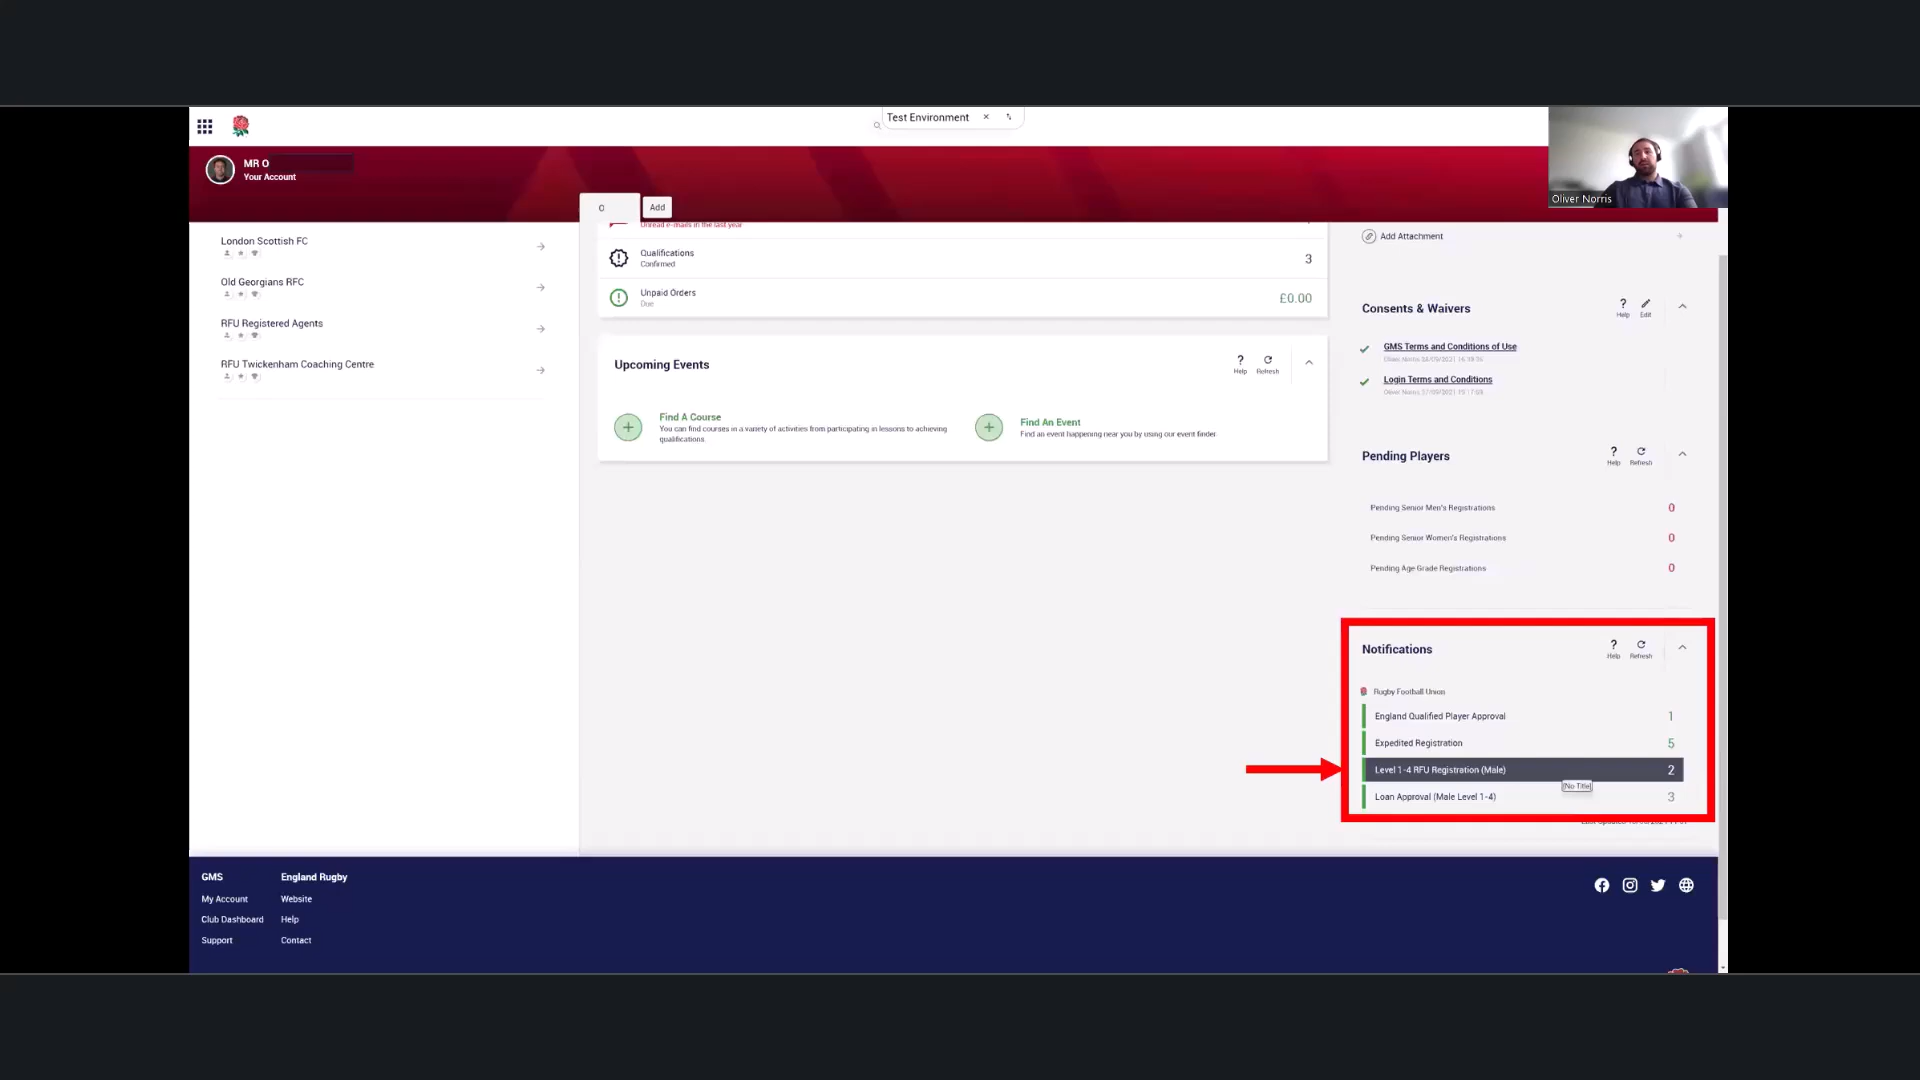 Test Environment
MR O
Your Account
Oliver Norris
O
Add
London Scottish FC
Old Georgians RFC
RFU Registered Agents
RFU Twickenham Coaching Centre
Unread e-mails in the last year
Qualifications
Confirmed
3
Unpaid Orders
Due
£0.00
Upcoming Events
?
Help
Refresh
Find A Course
You can find courses in a variety of activities from participating in lessons to achieving
qualifications.
Find An Event
Find an event happening near you by using our event finder
Add Attachment
Consents & Waivers
?
Help
Edit
GMS Terms and Conditions of Use
Login Terms and Conditions
Pending Players
?
Help
Refresh
Pending Senior Men's Registrations 0
Pending Senior Women's Registrations 0
Pending Age Grade Registrations 0
Notifications
?
Help
Refresh
Rugby Football Union
England Qualified Player Approval 1
Expedited Registration 5
Level 1-4 RFU Registration (Male) 2
[No Title]
Loan Approval (Male Level 1-4) 3
GMS
My Account
Club Dashboard
Support
England Rugby
Website
Help
Contact